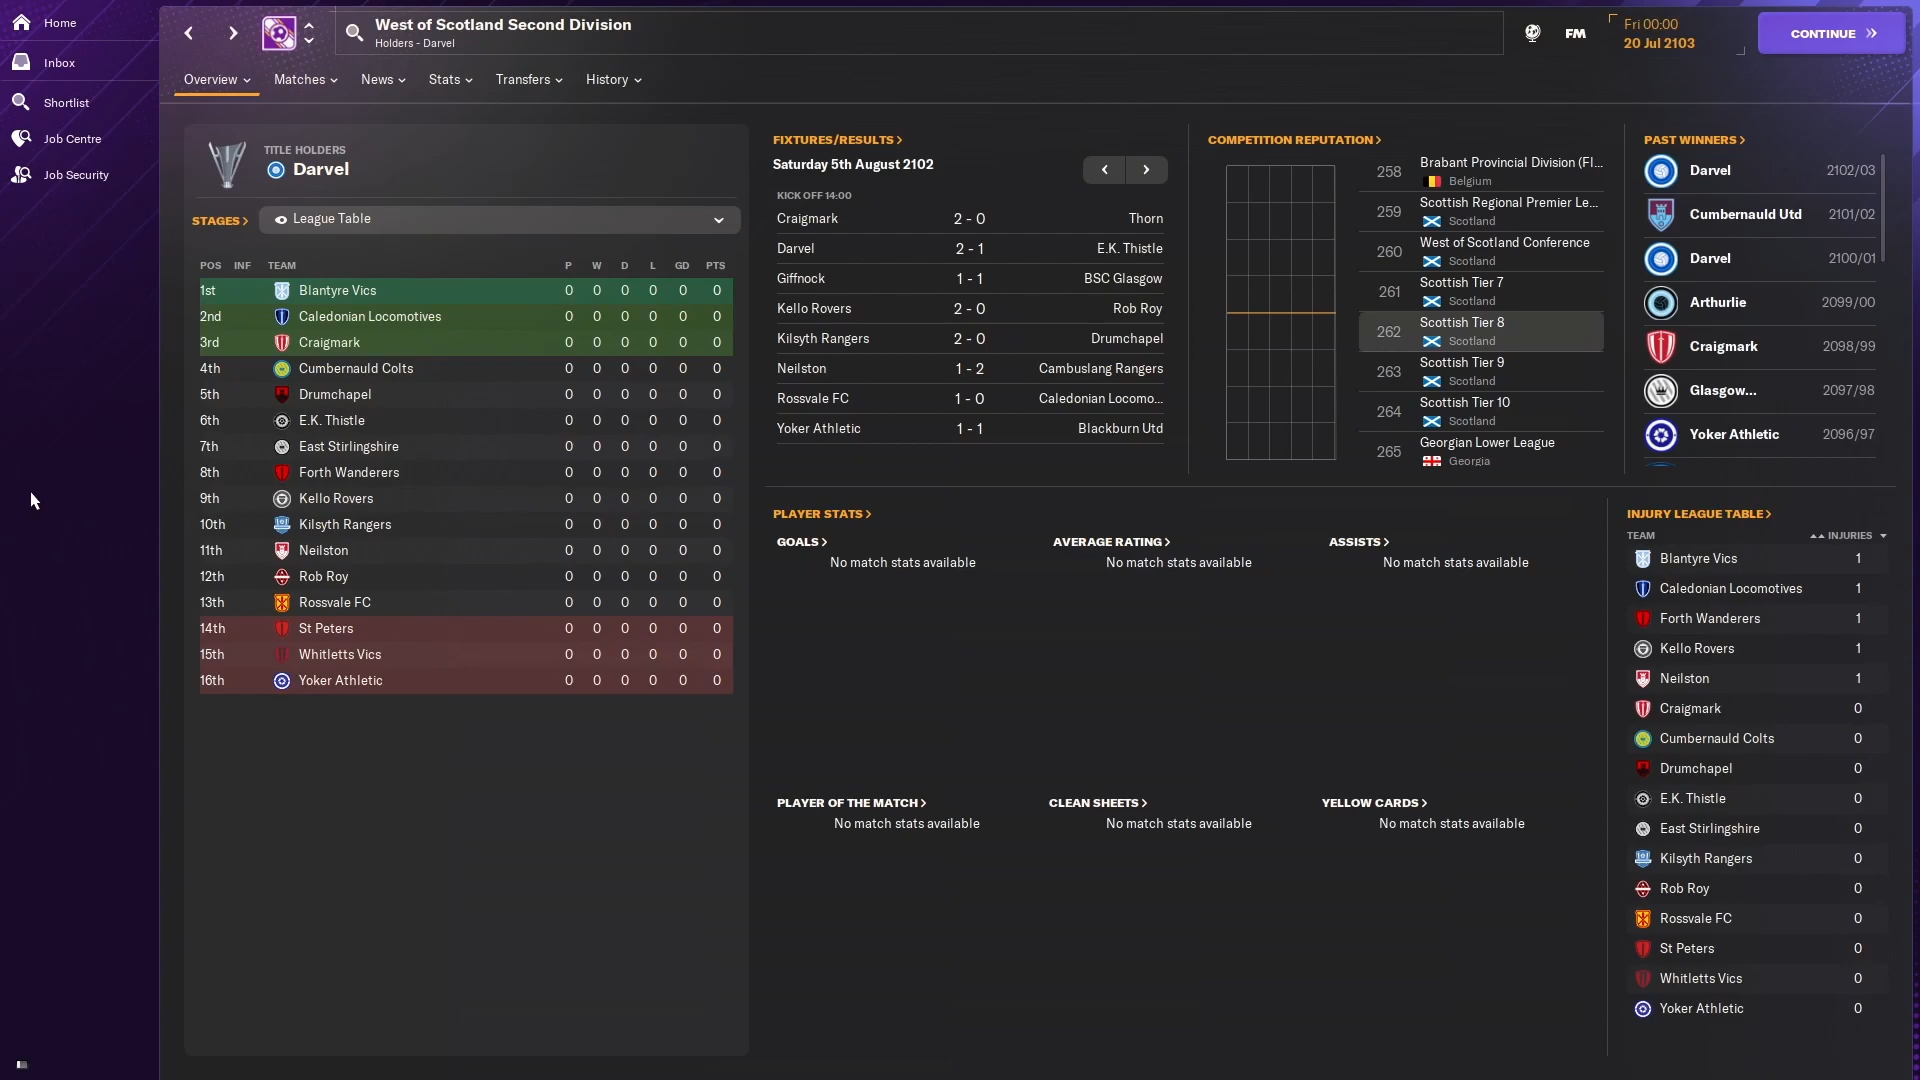 Home
Inbox
Shortlist
Job Centre
Job Security
West of Scotland Second Division
Holders - Darvel
FM
Fri 00:00
20 Jul 2103
CONTINUE
Overview
Matches
News
Stats
Transfers
History
TITLE HOLDERS
Darvel
STAGES
League Table
POS INF TEAM P W D L GD PTS
1st Blantyre Vics 0 0 0 0 0 0
2nd Caledonian Locomotives 0 0 0 0 0 0
3rd Craigmark 0 0 0 0 0 0
4th Cumbernauld Colts 0 0 0 0 0 0
5th Drumchapel 0 0 0 0 0 0
6th E.K. Thistle 0 0 0 0 0 0
7th East Stirlingshire 0 0 0 0 0 0
8th Forth Wanderers 0 0 0 0 0 0
9th Kello Rovers 0 0 0 0 0 0
10th Kilsyth Rangers 0 0 0 0 0 0
11th Neilston 0 0 0 0 0 0
12th Rob Roy 0 0 0 0 0 0
13th Rossvale FC 0 0 0 0 0 0
14th St Peters 0 0 0 0 0 0
15th Whitletts Vics 0 0 0 0 0 0
16th Yoker Athletic 0 0 0 0 0 0
FIXTURES/RESULTS
Saturday 5th August 2102
KICK OFF 14:00
Craigmark 2 - 0 Thorn
Darvel 2 - 1 E.K. Thistle
Giffnock 1 - 1 BSC Glasgow
Kello Rovers 2 - 0 Rob Roy
Kilsyth Rangers 2 - 0 Drumchapel
Neilston 1 - 2 Cambuslang Rangers
Rossvale FC 1 - 0 Caledonian Locomo...
Yoker Athletic 1 - 1 Blackburn Utd
COMPETITION REPUTATION
258 Brabant Provincial Division (Fl...
Belgium
259 Scottish Regional Premier Le...
Scotland
260 West of Scotland Conference
Scotland
261 Scottish Tier 7
Scotland
262 Scottish Tier 8
Scotland
263 Scottish Tier 9
Scotland
264 Scottish Tier 10
Scotland
265 Georgian Lower League
Georgia
PAST WINNERS
Darvel 2102/03
Cumbernauld Utd 2101/02
Darvel 2100/01
Arthurlie 2099/00
Craigmark 2098/99
Glasgow... 2097/98
Yoker Athletic 2096/97
PLAYER STATS
GOALS
No match stats available
AVERAGE RATING
No match stats available
ASSISTS
No match stats available
PLAYER OF THE MATCH
No match stats available
CLEAN SHEETS
No match stats available
YELLOW CARDS
No match stats available
INJURY LEAGUE TABLE
TEAM INJURIES
Blantyre Vics 1
Caledonian Locomotives 1
Forth Wanderers 1
Kello Rovers 1
Neilston 1
Craigmark 0
Cumbernauld Colts 0
Drumchapel 0
E.K. Thistle 0
East Stirlingshire 0
Kilsyth Rangers 0
Rob Roy 0
Rossvale FC 0
St Peters 0
Whitletts Vics 0
Yoker Athletic 0